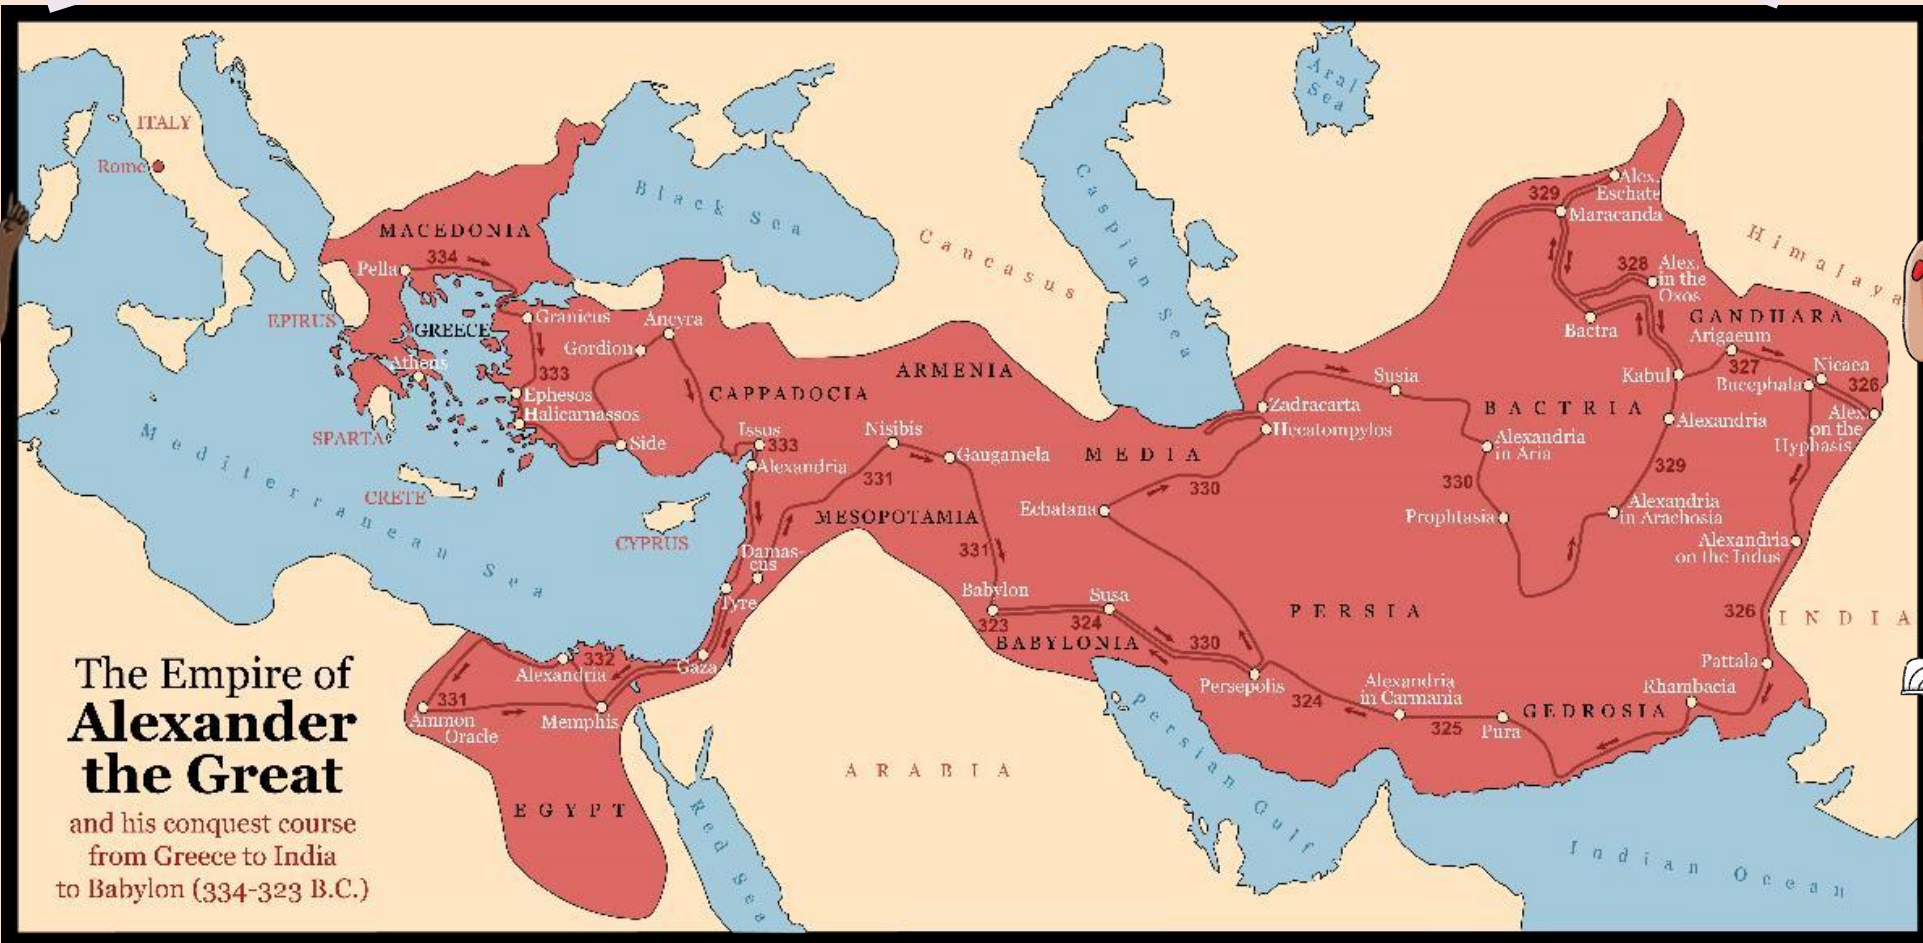 Aral
Sea
ITALY
Rome
Black Sea
Caspian Sea
Caucasus
Himalaya
MACEDONIA
334
Pella
EPIRUS
GREECE
Athens
SPARTA
CRETE
CYPRUS
Mediterranean Sea
Granicus
Ancyra
Gordion
333
Ephesos
Halicarnassos
Side
CAPPADOCIA
ARMENIA
Issos
333
Alexandria
Nisibis
Gaugamela
331
MESOPOTAMIA
331
Damas-
cus
Tyre
Gaza
332
Alexandria
331
Ammon
Oracle
Memphis
EGYPT
Red Sea
ARABIA
Babylon
323
Susa
324
BABYLONIA
330
Persepolis
Persian Gulf
MEDIA
Ecbatana
330
Zadracarta
Hecatompylos
Susia
BACTRIA
Alexandria
in Aria
330
Prophtasia
PERSIA
329
Alex.
Eschate
Maracanda
328
Alex.
in the
Oxos
Bactra
GANDHARA
Arigaeum
327
Nicaea
Bucephala
326
Kabul
Alexandria
Alex.
on the
Hyphasis
329
Alexandria
in Arachosia
Alexandria
on the Indus
326
INDIA
Pattala
Rhambacia
GEDROSIA
Pura
325
Alexandria
in Carmania
324
Indian Ocean
The Empire of
Alexander
the Great
and his conquest course
from Greece to India
to Babylon (334-323 B.C.)